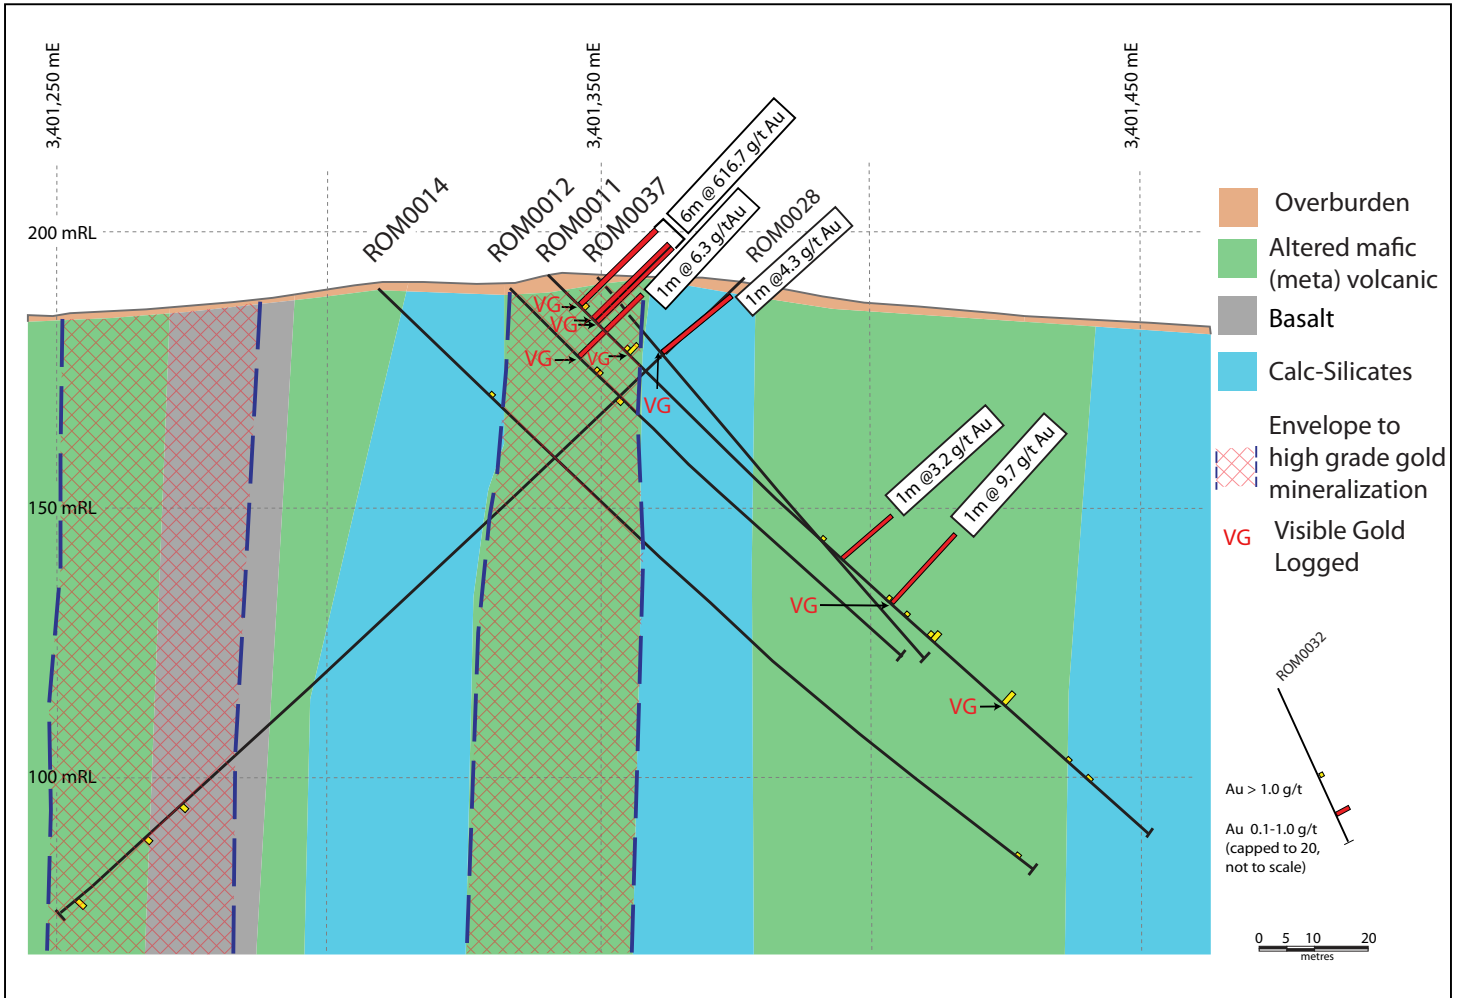 3,401,250 mE
3,401,350 mE
3,401,450 mE
200 mRL
150 mRL
100 mRL
ROM0014
ROM0012
ROM0011
ROM0037
ROM0028
6m @ 616.7 g/t Au
1m @ 6.3 g/tAu
1m @4.3 g/t Au
1m @3.2 g/t Au
1m @ 9.7 g/t Au
VG
VG
VG
VG
VG
VG
VG
Overburden
Altered mafic
(meta) volcanic
Basalt
Calc-Silicates
Envelope to
high grade gold
mineralization
VG
Visible Gold
Logged
ROM0032
Au > 1.0 g/t
Au 0.1-1.0 g/t
(capped to 20,
not to scale)
0 5 10 20
metres